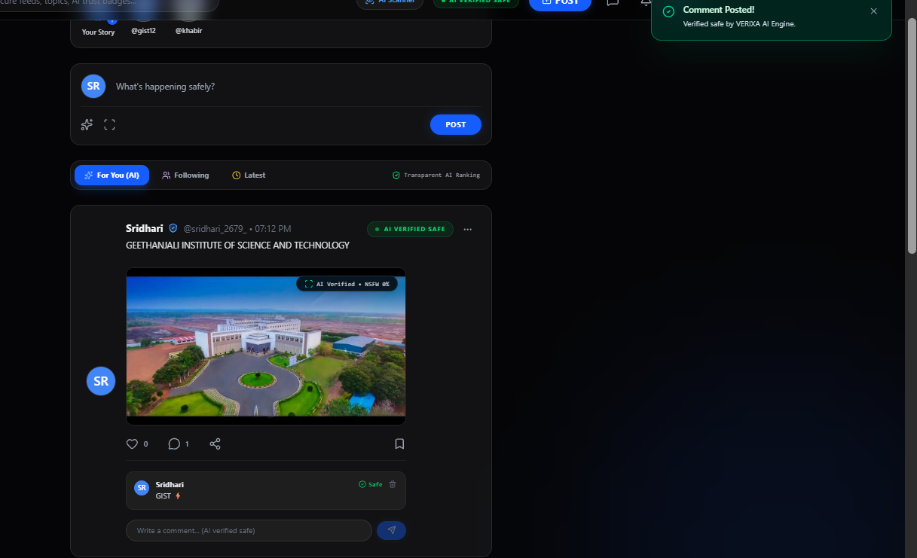 cure feeds, topics, AI trust badges...
AI Scanner
AI VERIFIED SAFE
POST
Comment Posted!
Verified safe by VERIXA AI Engine.
Your Story
@gist12
@khabir
SR
What's happening safely?
POST
For You (AI)
Following
Latest
Transparent AI Ranking
Sridhari @sridhari_2679_ • 07:12 PM
AI VERIFIED SAFE
GEETHANJALI INSTITUTE OF SCIENCE AND TECHNOLOGY
AI Verified • NSFW 0%
SR
0
1
SR
Sridhari
Safe
GIST
Write a comment... (AI verified safe)